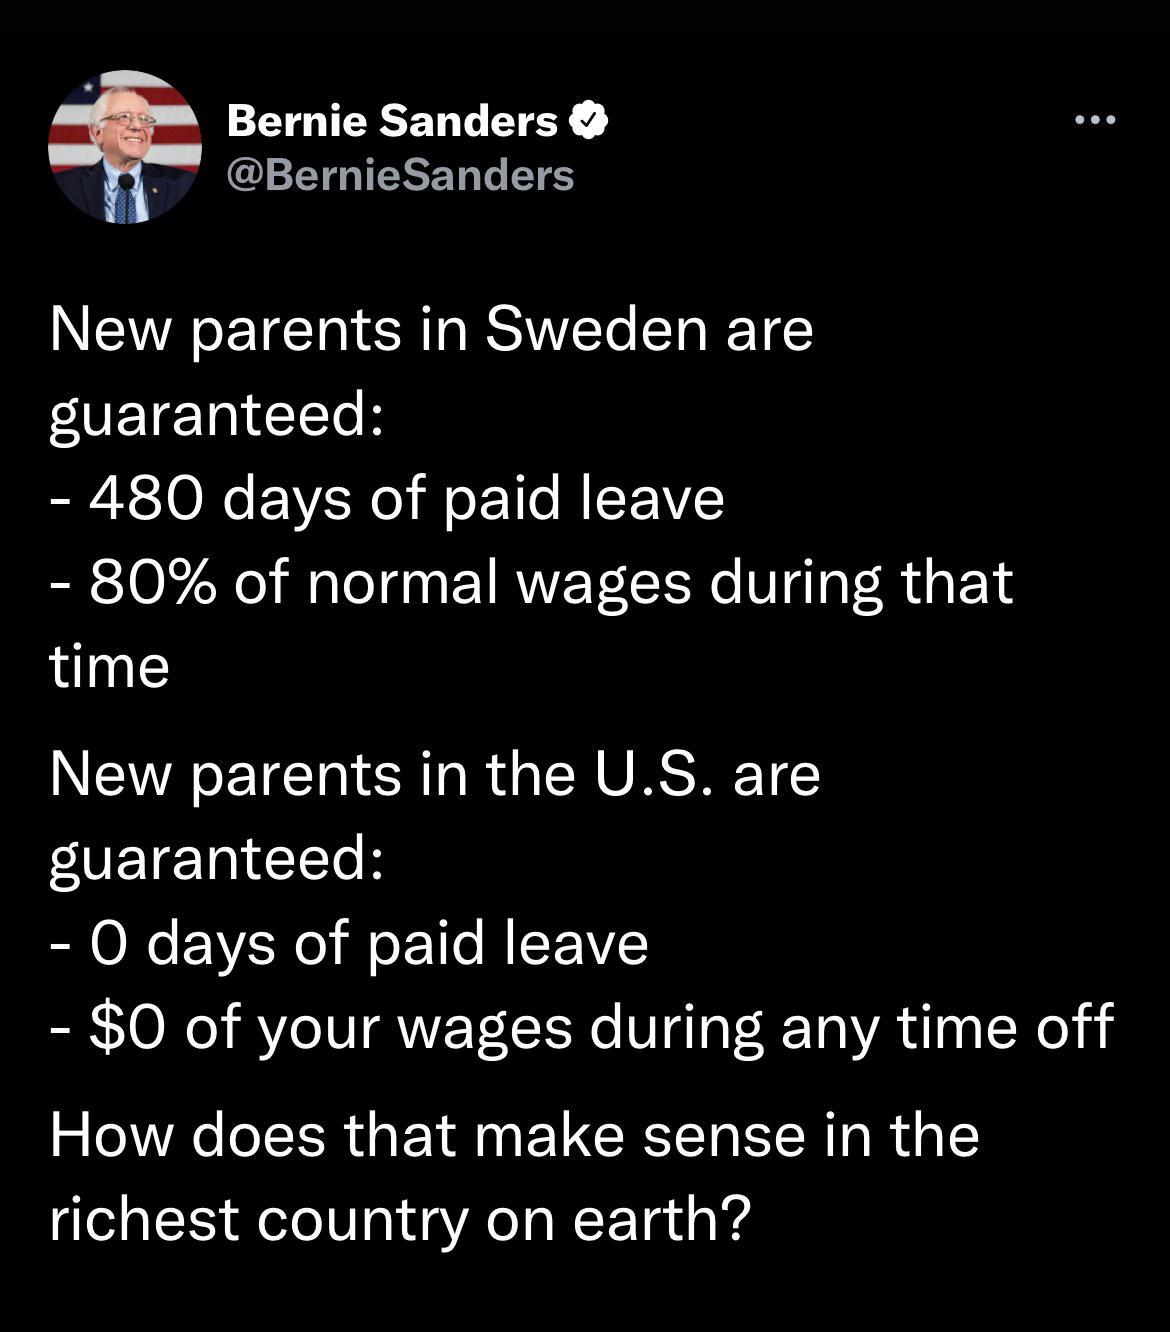 Bernie Sanders
@BernieSanders
New parents in Sweden are
guaranteed:
- 480 days of paid leave
- 80% of normal wages during that
time
New parents in the U.S. are
guaranteed:
- 0 days of paid leave
- $0 of your wages during any time off
How does that make sense in the
richest country on earth?